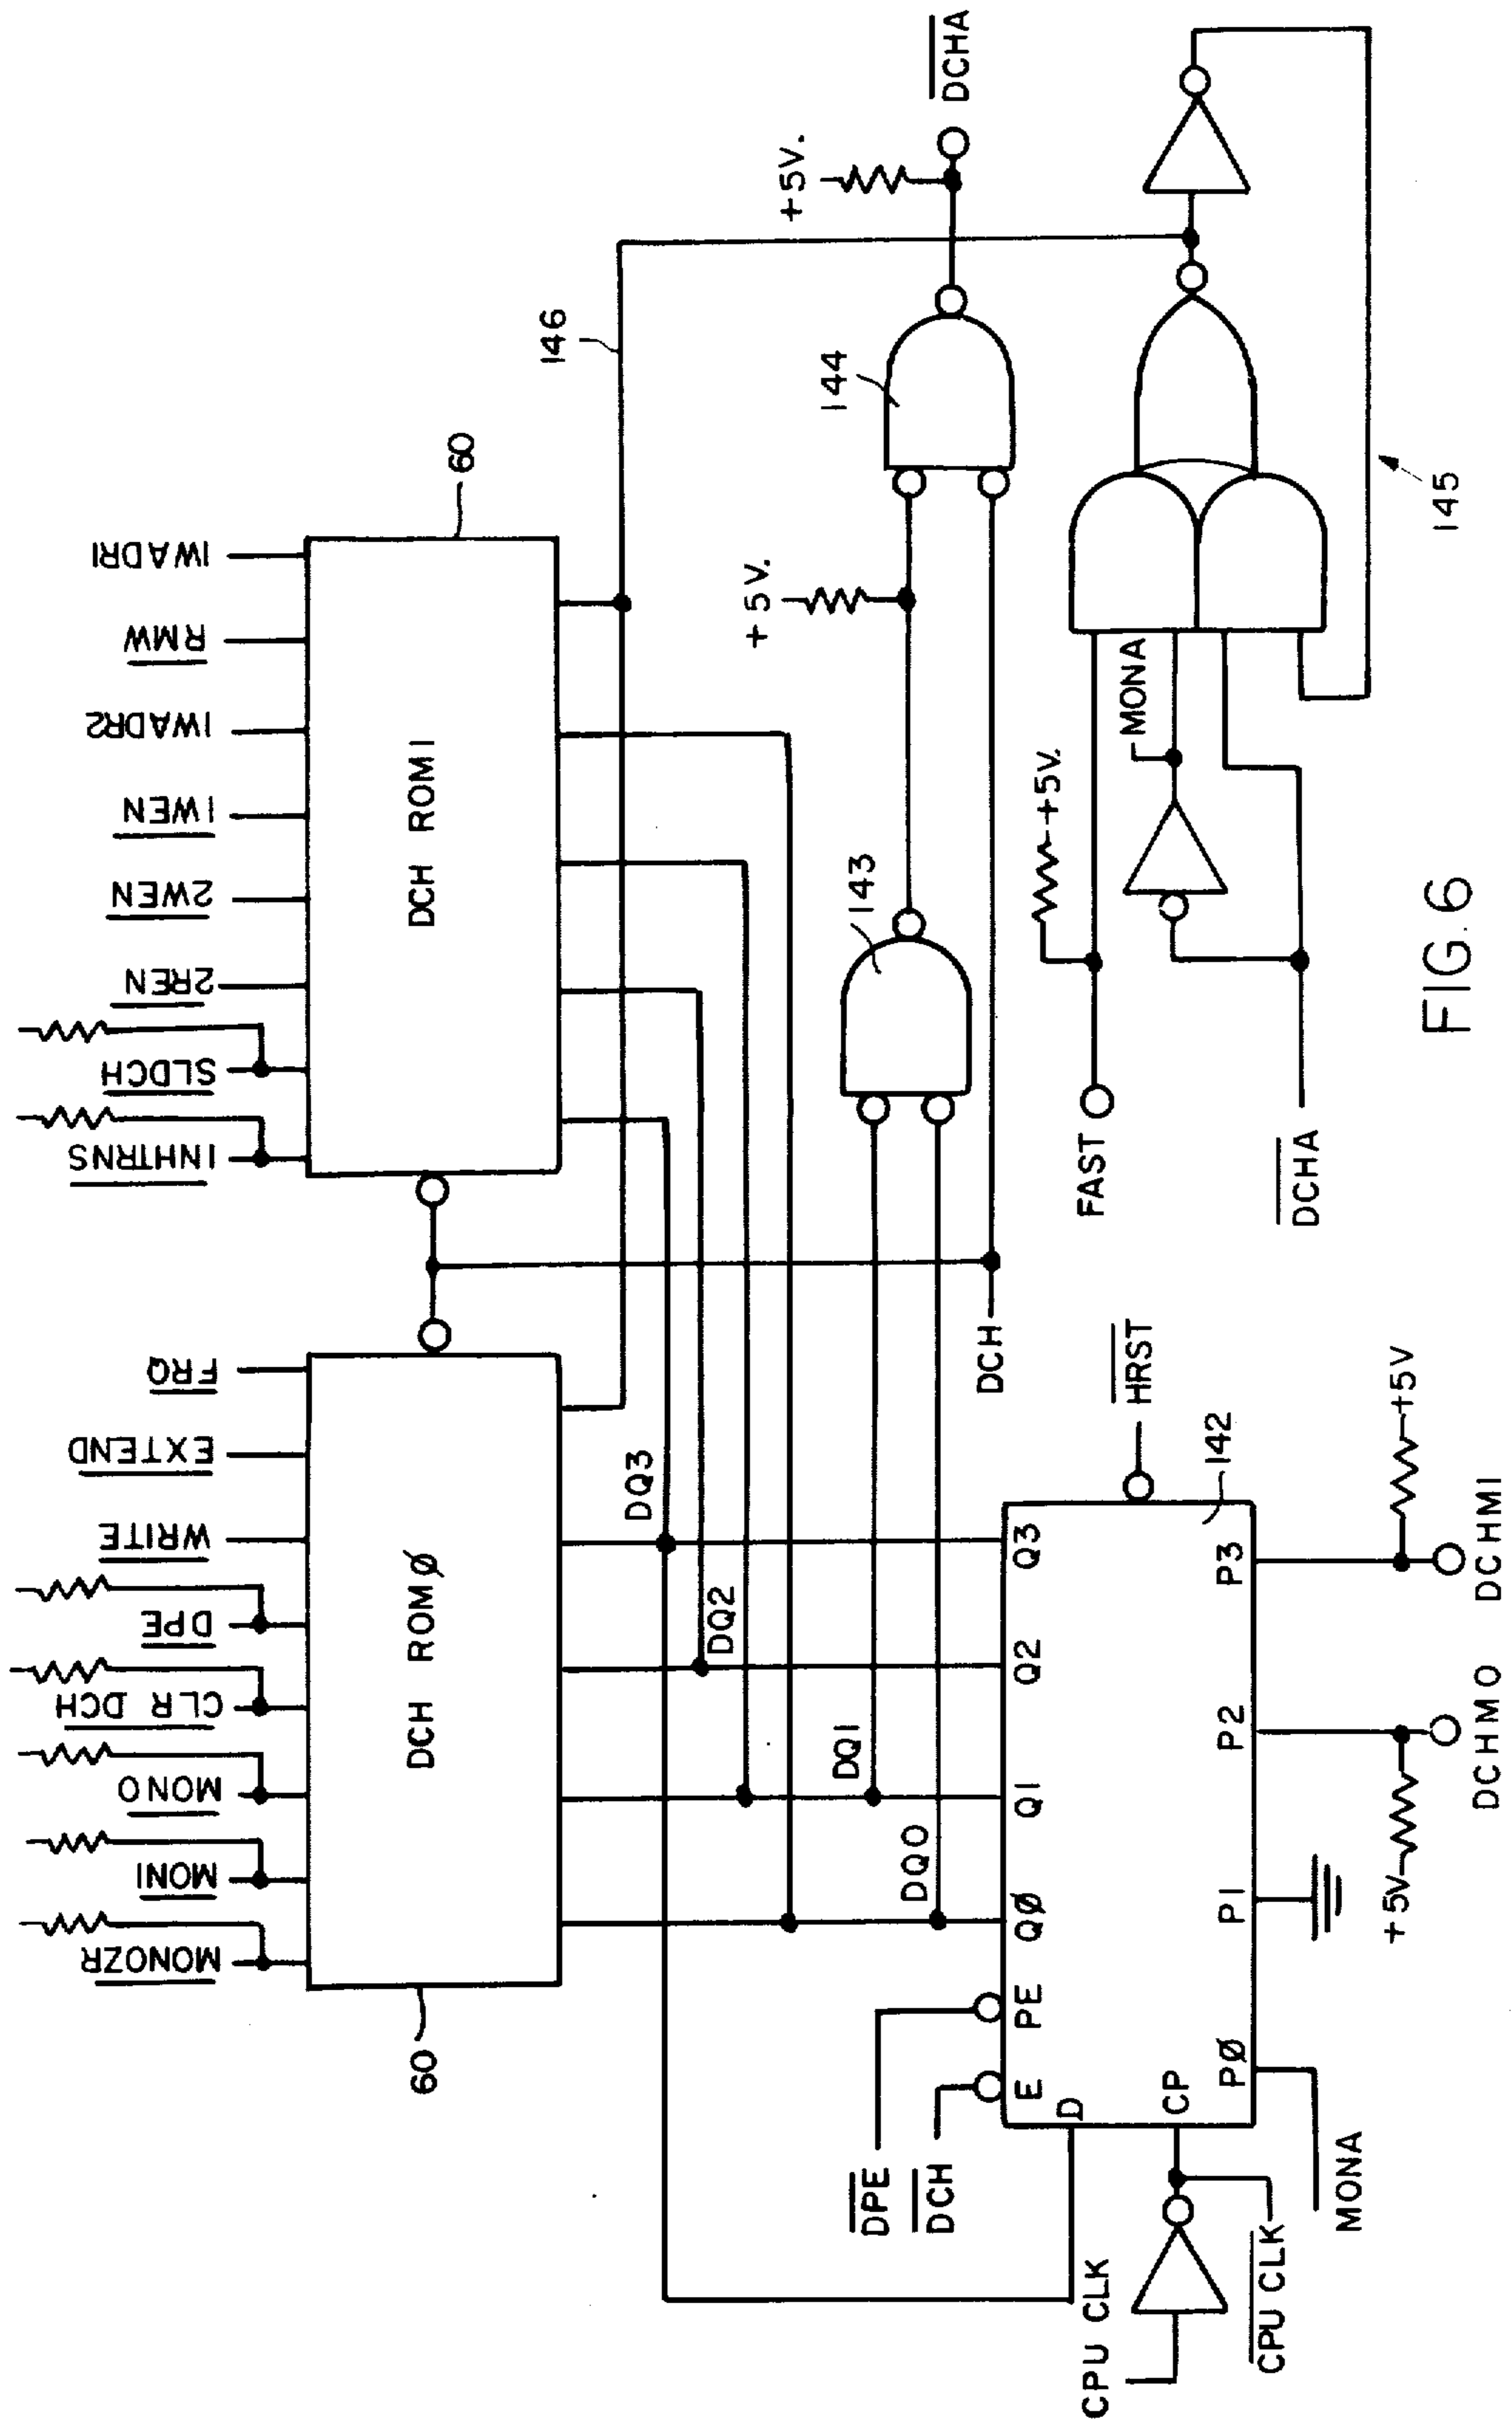 1WADR1
RMW
1WADR2
1WEN
2WEN
2REN
SLDCH
INHTRNS
FRQ
EXTEND
WRITE
DPE
CLR DCH
MONO
MON1
MONOZR
60
DCH ROM1
60
DCH ROMØ
146
+5V.
DCHA
144
+5V.
143
DQ3
DQ2
DQ1
DQ0
DCH
+5V.
MONA
145
FAST
DCHA
HRST
142
Q3
Q2
Q1
QØ
PE
E
D
CP
PØ
P1
P2
P3
DPE
DCH
CPU CLK
CPU CLK
MONA
+5V
+5V
DCHMO
DCHM1
FIG. 6